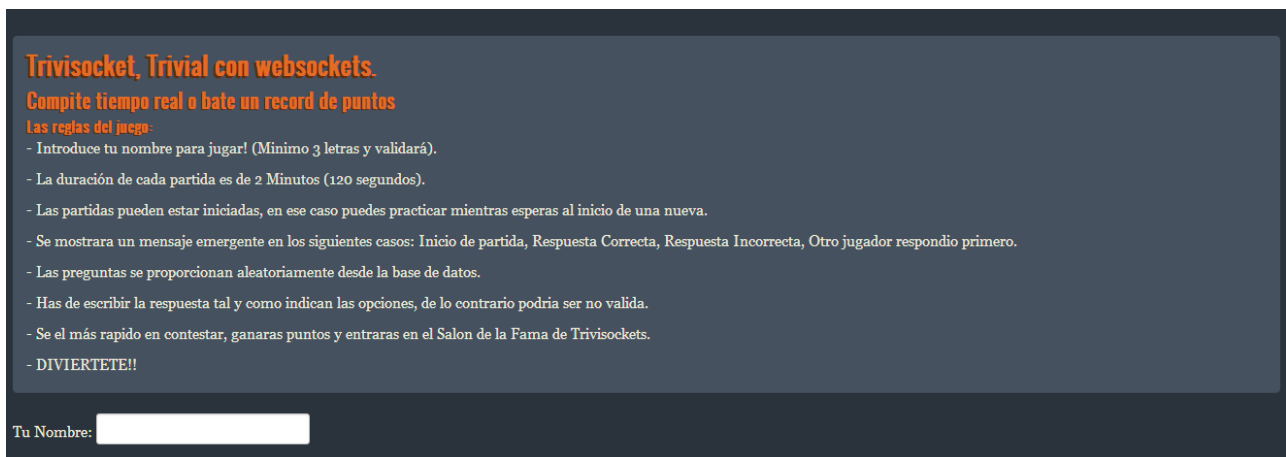 Trivisocket, Trivial con websockets.
Compite tiempo real o bate un record de puntos
Las reglas del juego:
- Introduce tu nombre para jugar! (Minimo 3 letras y validará).
- La duración de cada partida es de 2 Minutos (120 segundos).
- Las partidas pueden estar iniciadas, en ese caso puedes practicar mientras esperas al inicio de una nueva.
- Se mostrara un mensaje emergente en los siguientes casos: Inicio de partida, Respuesta Correcta, Respuesta Incorrecta, Otro jugador respondio primero.
- Las preguntas se proporcionan aleatoriamente desde la base de datos.
- Has de escribir la respuesta tal y como indican las opciones, de lo contrario podria ser no valida.
- Se el más rapido en contestar, ganaras puntos y entraras en el Salon de la Fama de Trivisockets.
- DIVIERTETE!!
Tu Nombre: